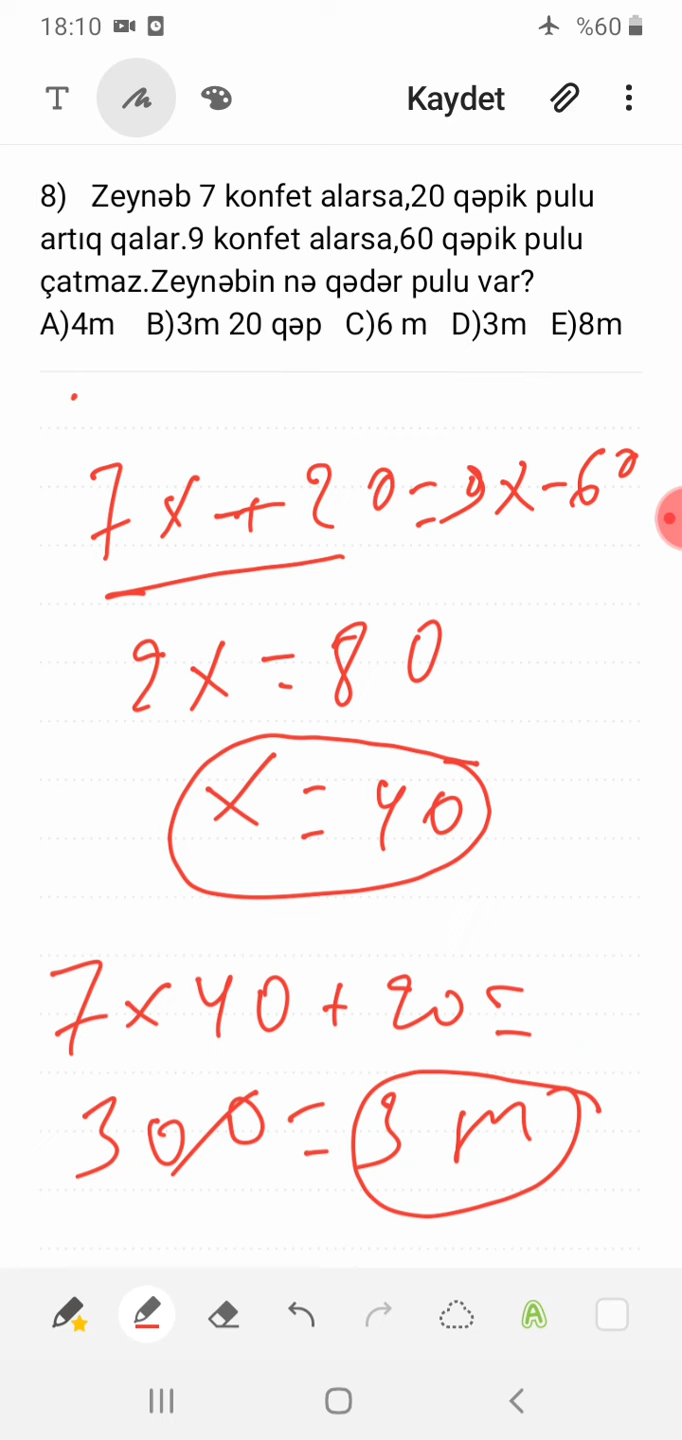 18:10 %60
Kaydet
8) Zeynəb 7 konfet alarsa,20 qəpik pulu
artıq qalar.9 konfet alarsa,60 qəpik pulu
çatmaz.Zeynəbin nə qədər pulu var?
A)4m B)3m 20 qəp C)6 m D)3m E)8m
7x+20=9x-60
2x=80
x=40
7x40+20=
300=3m